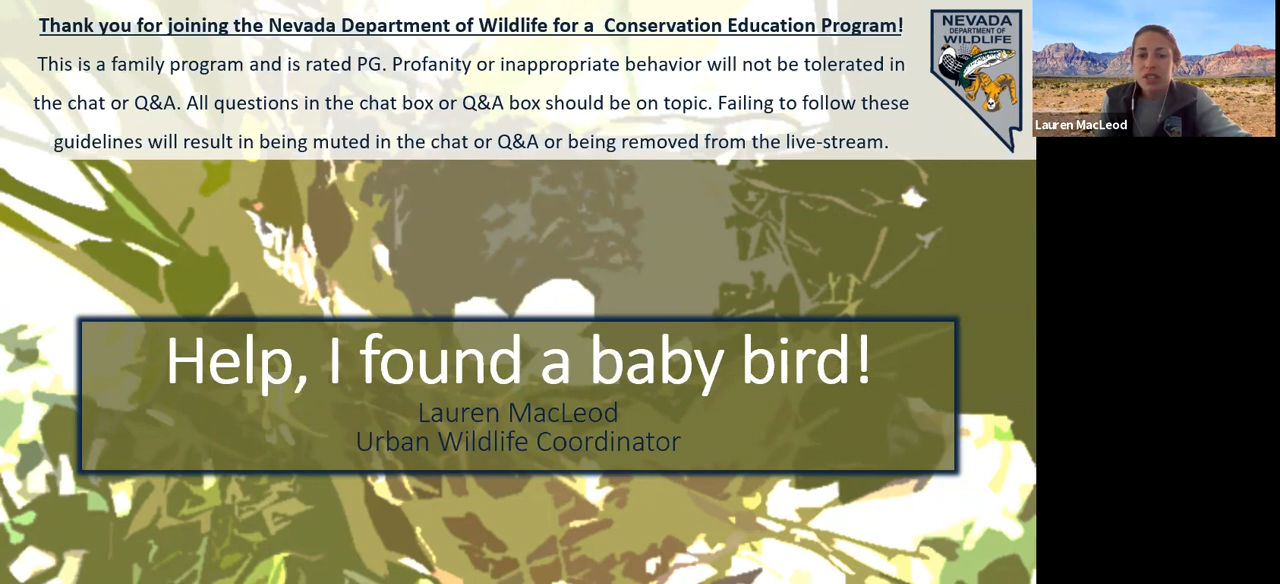 Thank you for joining the Nevada Department of Wildlife for a  Conservation Education Program!
This is a family program and is rated PG. Profanity or inappropriate behavior will not be tolerated in
the chat or Q&A. All questions in the chat box or Q&A box should be on topic. Failing to follow these
guidelines will result in being muted in the chat or Q&A or being removed from the live-stream.
NEVADA
DEPARTMENT OF
WILDLIFE
Lauren MacLeod
Help, I found a baby bird!
Lauren MacLeod
Urban Wildlife Coordinator